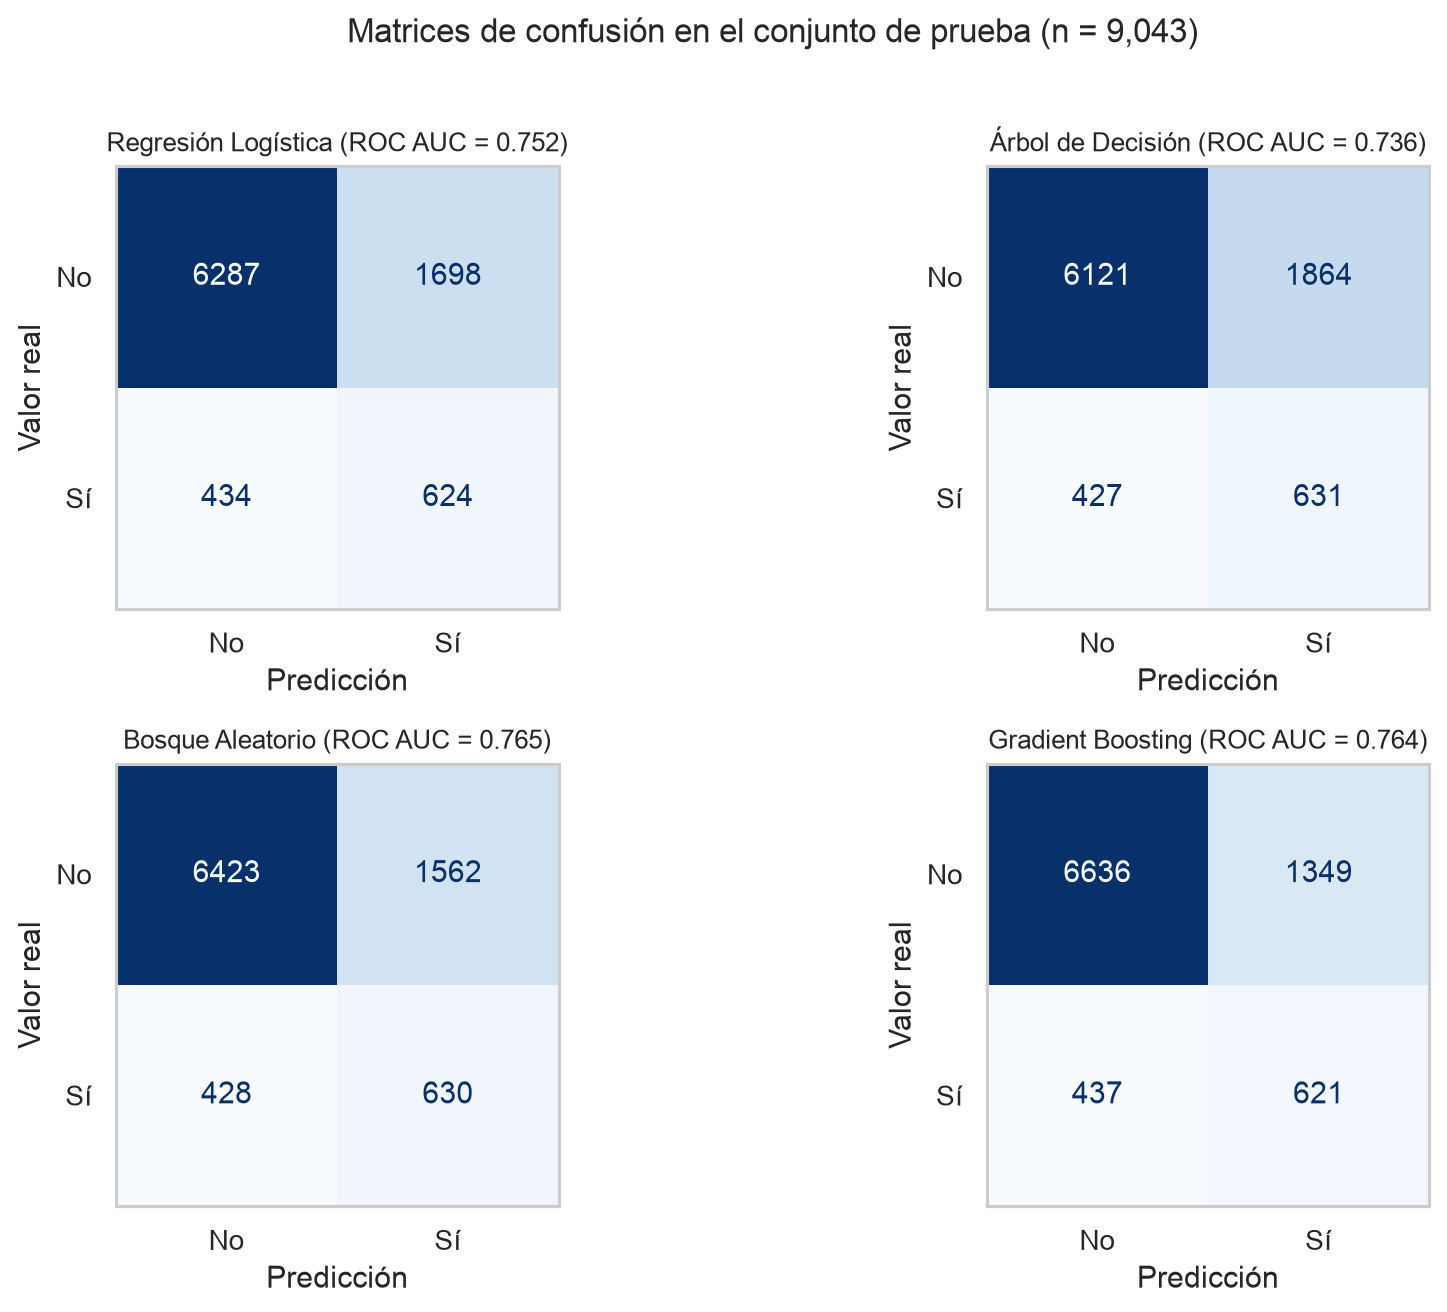 Matrices de confusión en el conjunto de prueba (n = 9,043)
Regresión Logística (ROC AUC = 0.752)
No
6287
1698
Sí
434
624
Valor real
No
Sí
Predicción
Árbol de Decisión (ROC AUC = 0.736)
No
6121
1864
Sí
427
631
Valor real
No
Sí
Predicción
Bosque Aleatorio (ROC AUC = 0.765)
No
6423
1562
Sí
428
630
Valor real
No
Sí
Predicción
Gradient Boosting (ROC AUC = 0.764)
No
6636
1349
Sí
437
621
Valor real
No
Sí
Predicción